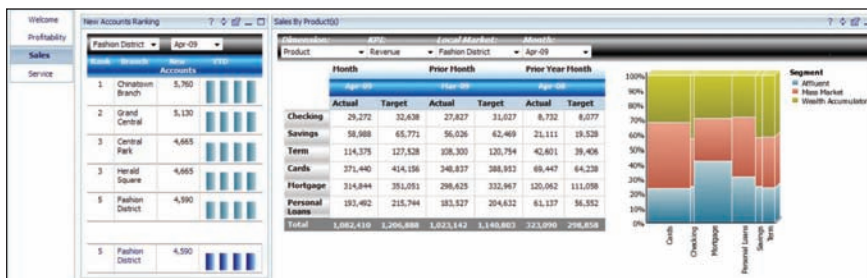 Welcome
Profitability
Sales
Service
New Accounts Ranking
Fashion District Apr-09
Rank Branch New Accounts YTD
1 Chinatown Branch 5,760
2 Grand Central 5,130
3 Central Park 4,665
3 Herald Square 4,665
5 Fashion District 4,590
5 Fashion District 4,590
Sales By Product(s)
Dimension: KPI: Local Market: Month:
Product Revenue Fashion District Apr-09
Month Prior Month Prior Year Month
Apr-09 Mar-09 Apr-08
Actual Target Actual Target Actual Target
Checking 29,272 32,638 27,827 31,027 8,732 8,077
Savings 58,988 65,771 56,026 62,469 21,111 19,528
Term 114,375 127,528 108,300 120,754 42,601 39,406
Cards 371,440 414,156 348,837 388,953 69,447 64,238
Mortgage 314,844 351,051 298,625 332,967 120,062 111,058
Personal Loans 193,492 215,744 183,527 204,632 61,137 56,552
Total 1,082,410 1,206,888 1,023,142 1,140,803 323,090 298,858
100%
90%
80%
70%
60%
50%
40%
30%
20%
10%
0%
Cards
Checking
Mortgage
Personal Loans
Savings
Term
Segment
Affluent
Mass Market
Wealth Accumulator